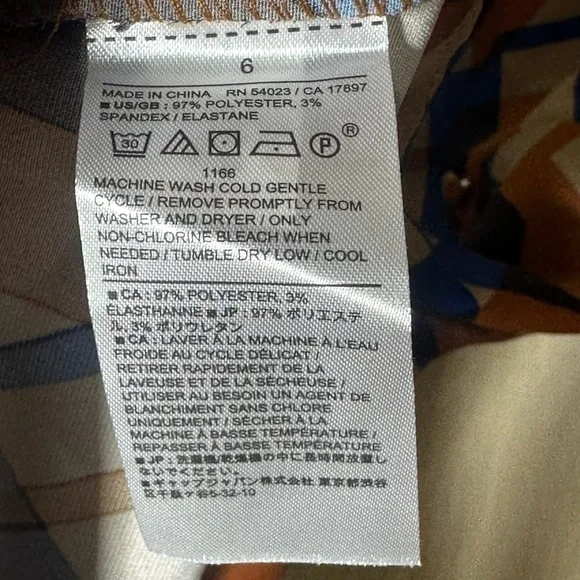 6
MADE IN CHINA RN 54023 / CA 17897
■ US/GB : 97% POLYESTER, 3%
SPANDEX / ELASTANE
30 P ®
1166
MACHINE WASH COLD GENTLE
CYCLE / REMOVE PROMPTLY FROM
WASHER AND DRYER / ONLY
NON-CHLORINE BLEACH WHEN
NEEDED / TUMBLE DRY LOW / COOL
IRON
■ CA : 97% POLYESTER, 3%
ÉLASTHANNE ■ JP : 97% ポリエステ
ル, 3% ポリウレタン
■ CA : LAVER À LA MACHINE À L'EAU
FROIDE AU CYCLE DÉLICAT /
RETIRER RAPIDEMENT DE LA
LAVEUSE ET DE LA SÉCHEUSE /
UTILISER AU BESOIN UN AGENT DE
BLANCHIMENT SANS CHLORE
UNIQUEMENT / SÉCHER À LA
MACHINE À BASSE TEMPÉRATURE /
REPASSER À BASSE TEMPÉRATURE
■ JP : 洗濯機/乾燥機の中に長時間放置し
ないでください。
■ ギャップジャパン株式会社 東京都渋谷
区千駄ヶ谷5-32-10